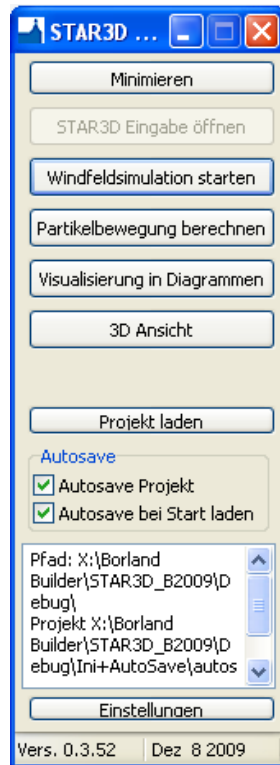 STAR3D ...
Minimieren
STAR3D Eingabe öffnen
Windfeldsimulation starten
Partikelbewegung berechnen
Visualisierung in Diagrammen
3D Ansicht
Projekt laden
Autosave
Autosave Projekt
Autosave bei Start laden
Pfad: X:\Borland
Builder\STAR3D_B2009\D
ebug\
Projekt X:\Borland
Builder\STAR3D_B2009\D
ebug\Ini+AutoSave\autos
Einstellungen
Vers. 0.3.52 Dez 8 2009